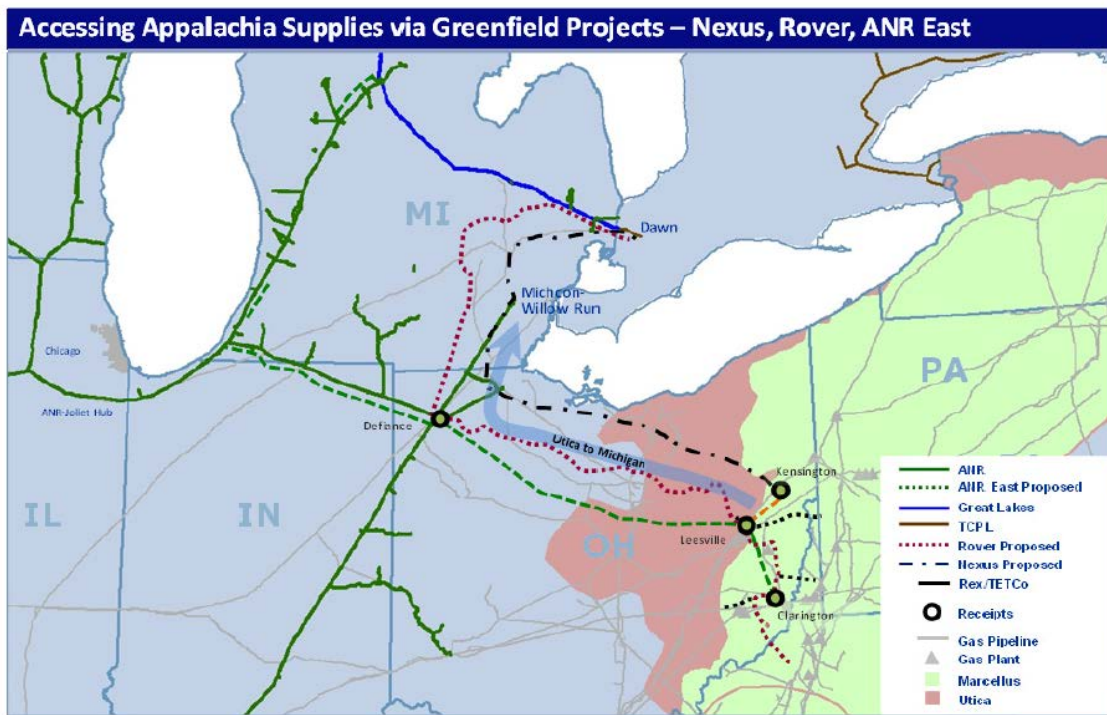 Accessing Appalachia Supplies via Greenfield Projects – Nexus, Rover, ANR East
MI
Dawn
Michcon-
Willow Run
Chicago
PA
ANR-Joliet Hub
Defiance
Utica to Michigan
Kensington
IL
IN
OH
Leesville
Clarington
ANR
ANR East Proposed
Great Lakes
TCPL
Rover Proposed
Nexus Proposed
Rex/TETCo
Receipts
Gas Pipeline
Gas Plant
Marcellus
Utica